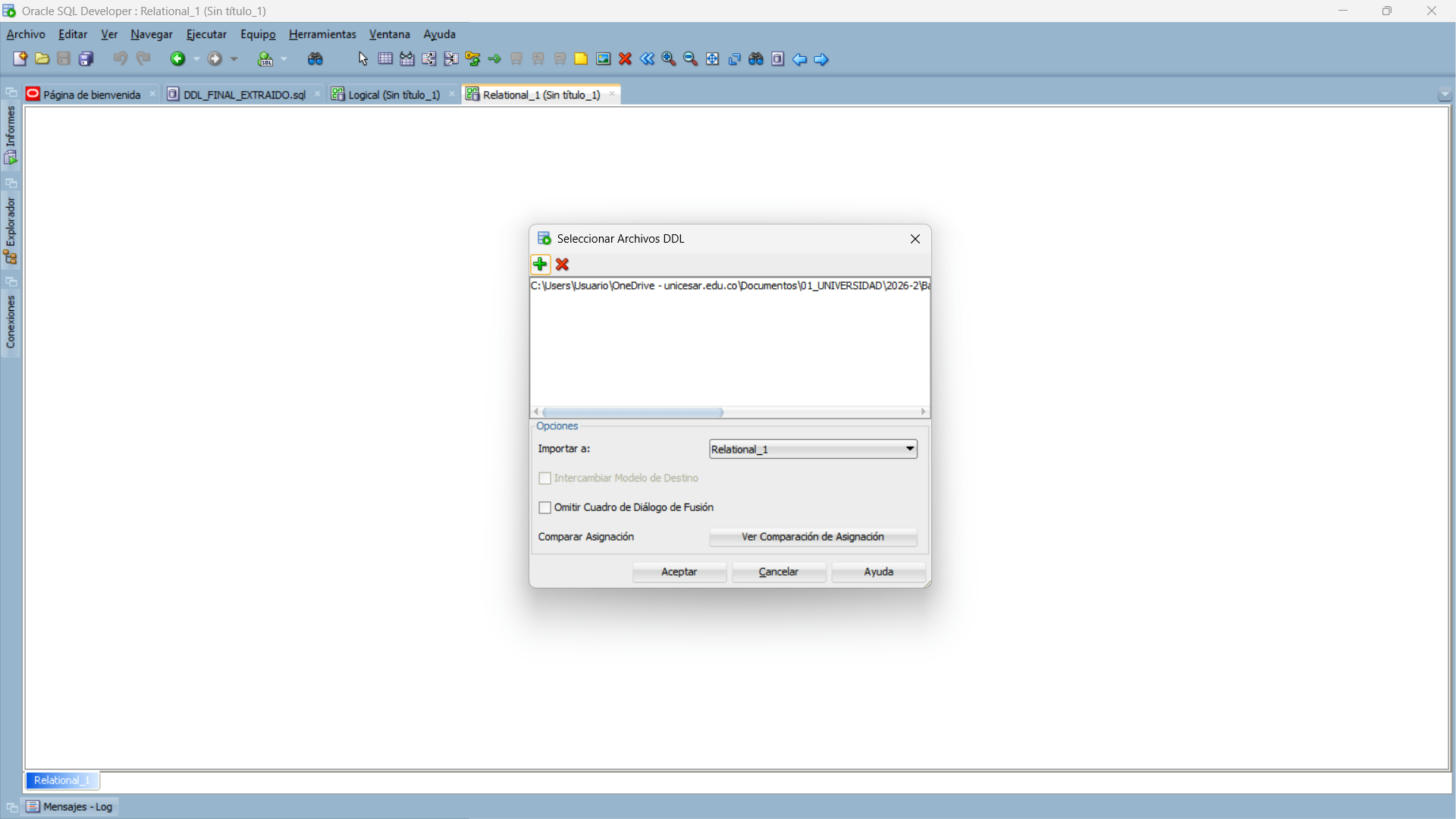 Oracle SQL Developer : Relational_1 (Sin título_1)
Archivo Editar Ver Navegar Ejecutar Equipo Herramientas Ventana Ayuda
Página de bienvenida DDL_FINAL_EXTRAIDO.sql Logical (Sin título_1) Relational_1 (Sin título_1)
Informes
Explorador
Conexiones
Seleccionar Archivos DDL
C:\Users\Usuario\OneDrive - unicesar.edu.co\Documentos\01_UNIVERSIDAD\2026-2\Ba
Opciones
Importar a: Relational_1
Intercambiar Modelo de Destino
Omitir Cuadro de Diálogo de Fusión
Comparar Asignación Ver Comparación de Asignación
Aceptar Cancelar Ayuda
Relational_1
Mensajes - Log